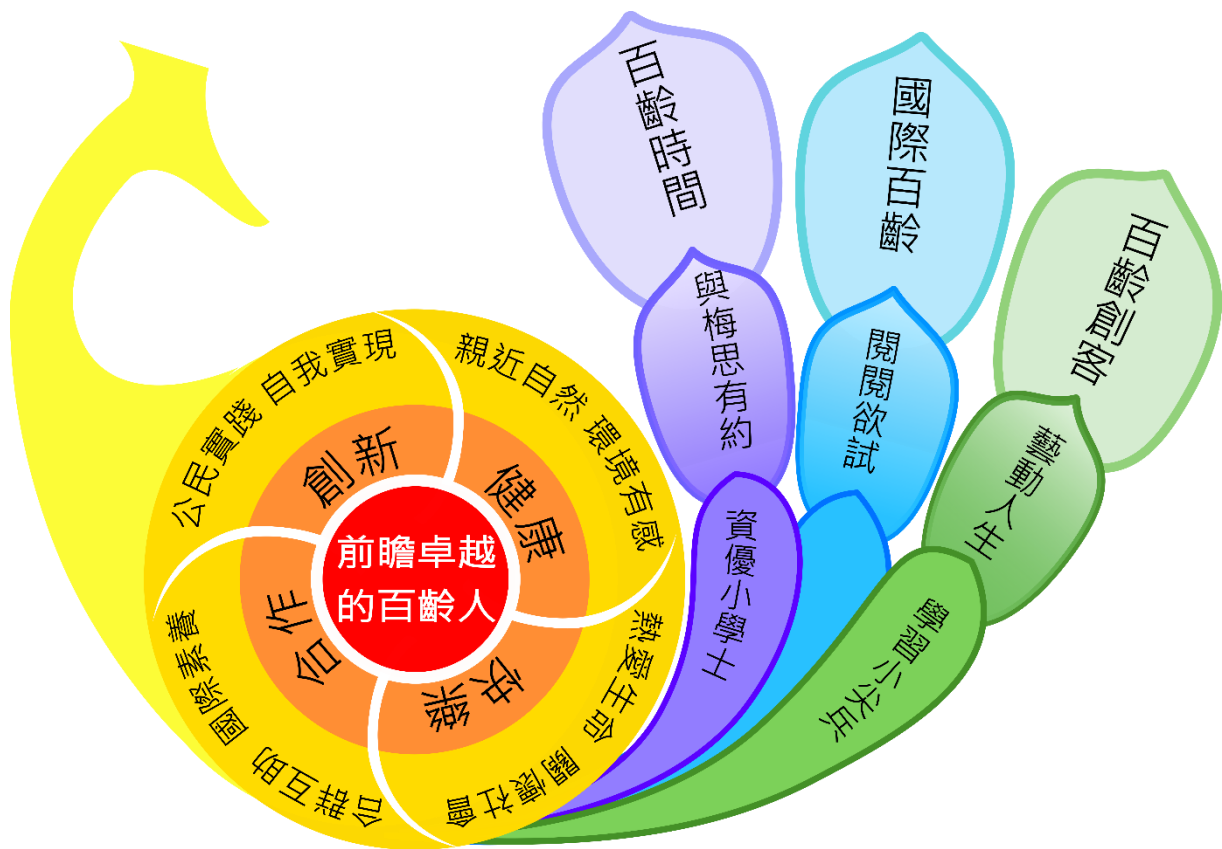 前瞻卓越
的百齡人
創新
健康
快樂
合作
公民實踐 自我實現
親近自然 環境有感
熱愛生命 關懷社會
合群互助 國際素養
百齡時間
與梅思有約
資優小學士
國際百齡
閱閱欲試
百齡創客
藝動人生
學習小尖兵